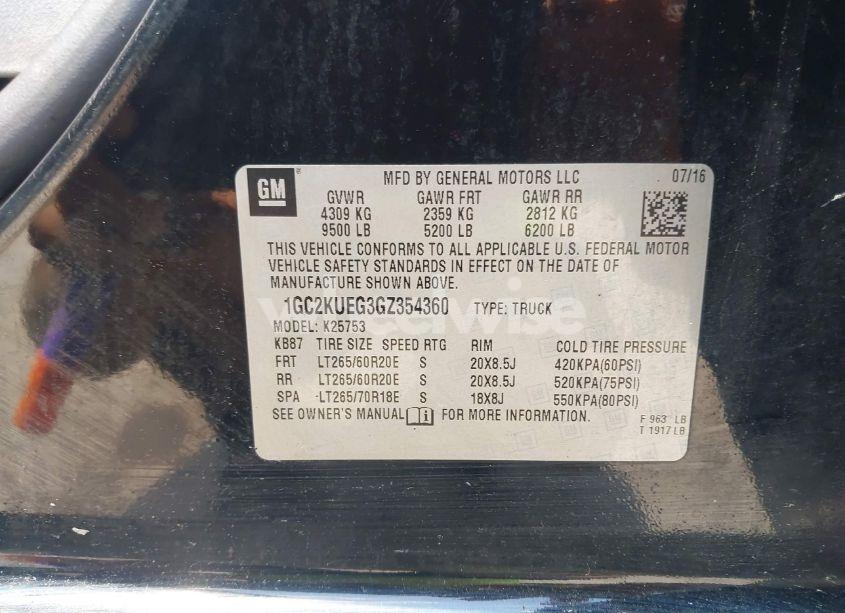 GM
MFD BY GENERAL MOTORS LLC 07/16
GVWR GAWR FRT GAWR RR
4309 KG 2359 KG 2812 KG
9500 LB 5200 LB 6200 LB
THIS VEHICLE CONFORMS TO ALL APPLICABLE U.S. FEDERAL MOTOR
VEHICLE SAFETY STANDARDS IN EFFECT ON THE DATE OF
MANUFACTURE SHOWN ABOVE.
1GC2KUEG3GZ354360 TYPE: TRUCK
MODEL: K25753
KB87 TIRE SIZE SPEED RTG RIM COLD TIRE PRESSURE
FRT LT265/60R20E S 20X8.5J 420KPA(60PSI)
RR LT265/60R20E S 20X8.5J 520KPA(75PSI)
SPA LT265/70R18E S 18X8J 550KPA(80PSI)
SEE OWNER'S MANUAL i FOR MORE INFORMATION.
F 963 LB
T 1917 LB